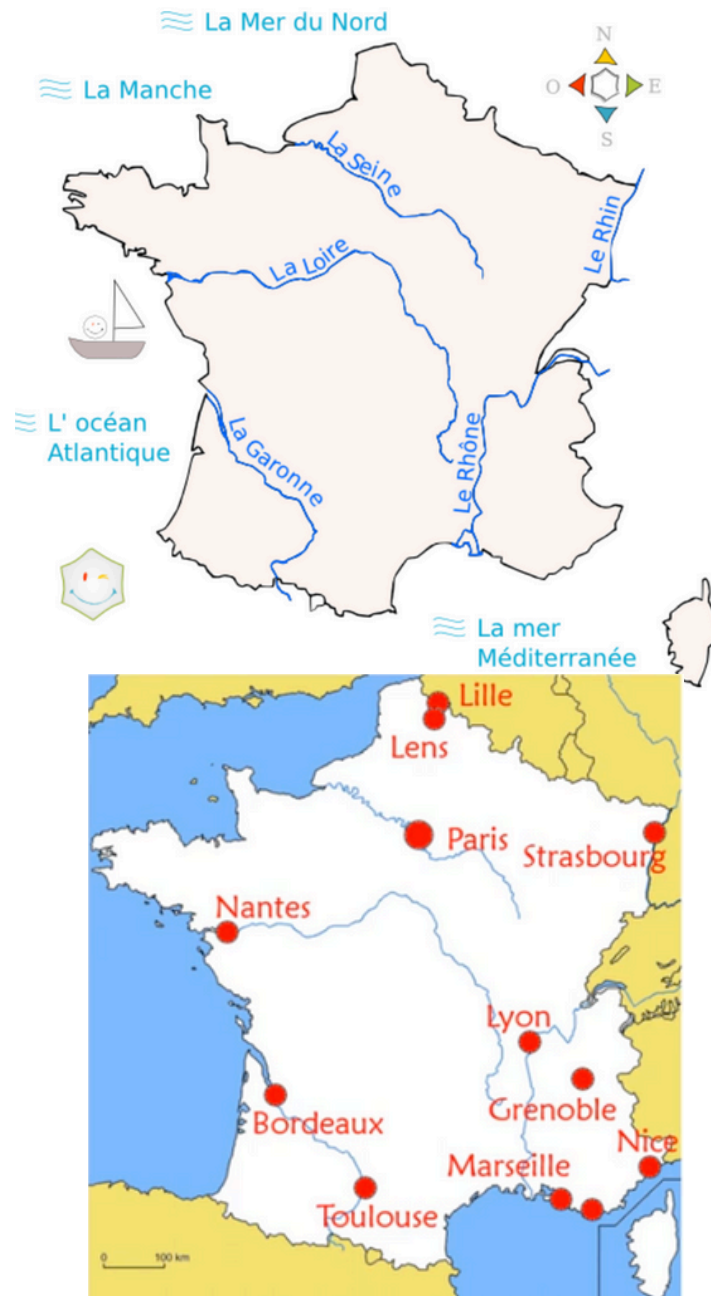 La Mer du Nord
N
La Manche
O
E
S
La Seine
Le Rhin
La Loire
L' océan
Atlantique
La Garonne
Le Rhône
La mer
Méditerranée
Lille
Lens
Paris
Strasbourg
Nantes
Lyon
Grenoble
Bordeaux
Nice
Marseille
Toulouse
0 100 km